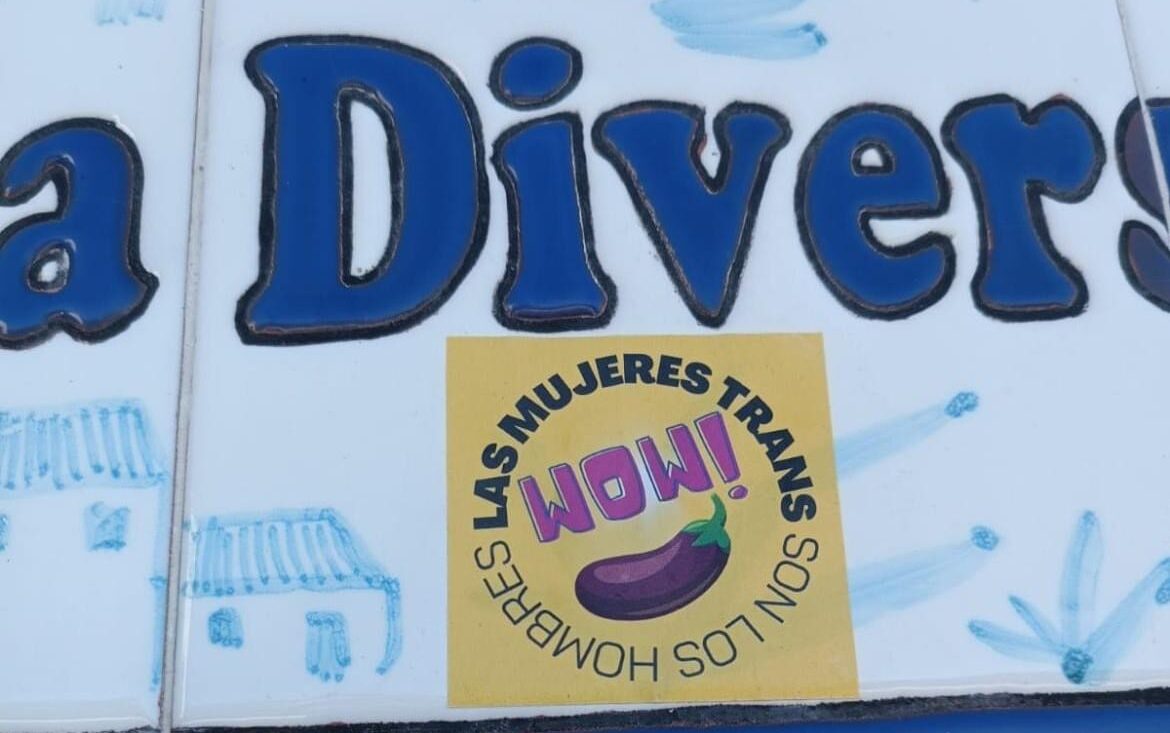 a Divers
LAS MUJERES TRANS SON LOS HOMBRES
WOW!